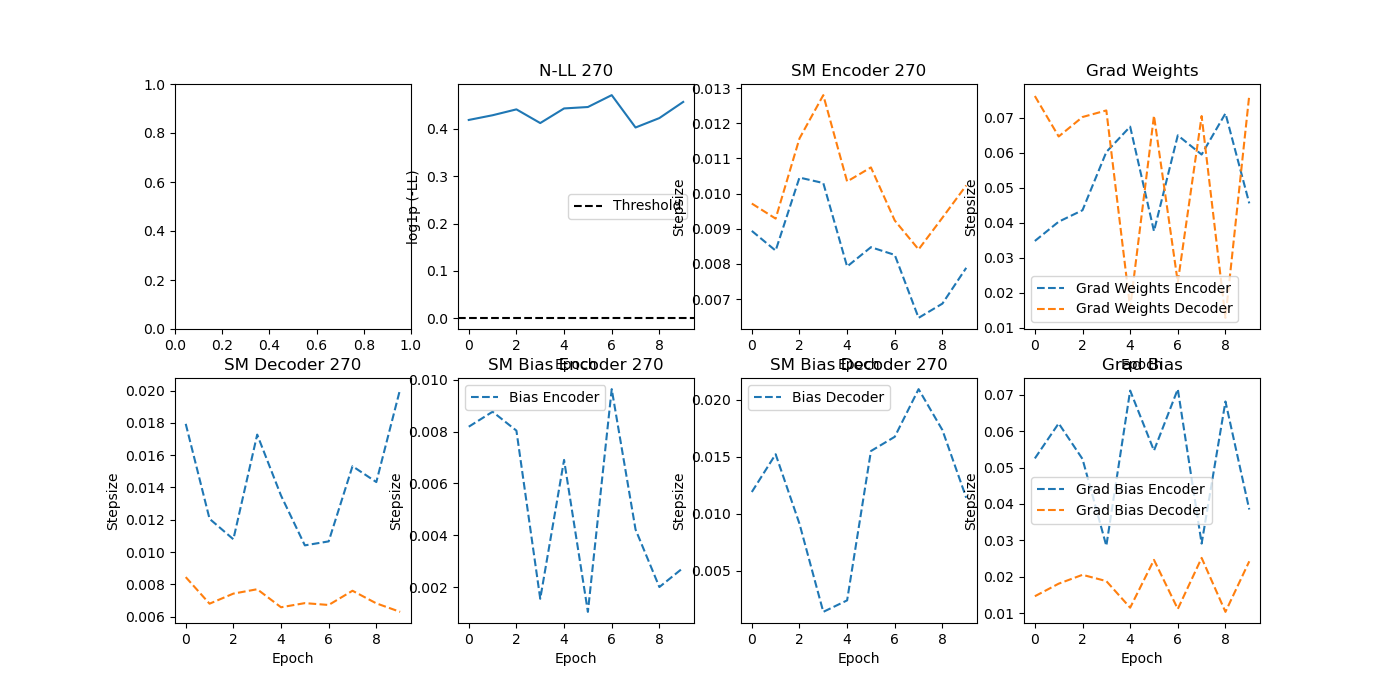 1.0
0.8
0.6
0.4
0.2
0.0
0.0 0.2 0.4 0.6 0.8 1.0
N-LL 270
log1p (-LL)
0.4
0.3
0.2
0.1
0.0
Threshold
0 2 4 6 8
Epoch
SM Encoder 270
Stepsize
0.013
0.012
0.011
0.010
0.009
0.008
0.007
0 2 4 6 8
Epoch
Grad Weights
Stepsize
0.07
0.06
0.05
0.04
0.03
0.02
0.01
Grad Weights Encoder
Grad Weights Decoder
0 2 4 6 8
Epoch
SM Decoder 270
Stepsize
0.020
0.018
0.016
0.014
0.012
0.010
0.008
0.006
0 2 4 6 8
Epoch
SM Bias Encoder 270
Stepsize
0.010
0.008
0.006
0.004
0.002
Bias Encoder
0 2 4 6 8
Epoch
SM Bias Decoder 270
Stepsize
0.020
0.015
0.010
0.005
Bias Decoder
0 2 4 6 8
Epoch
Grad Bias
Stepsize
0.07
0.06
0.05
0.04
0.03
0.02
0.01
Grad Bias Encoder
Grad Bias Decoder
0 2 4 6 8
Epoch